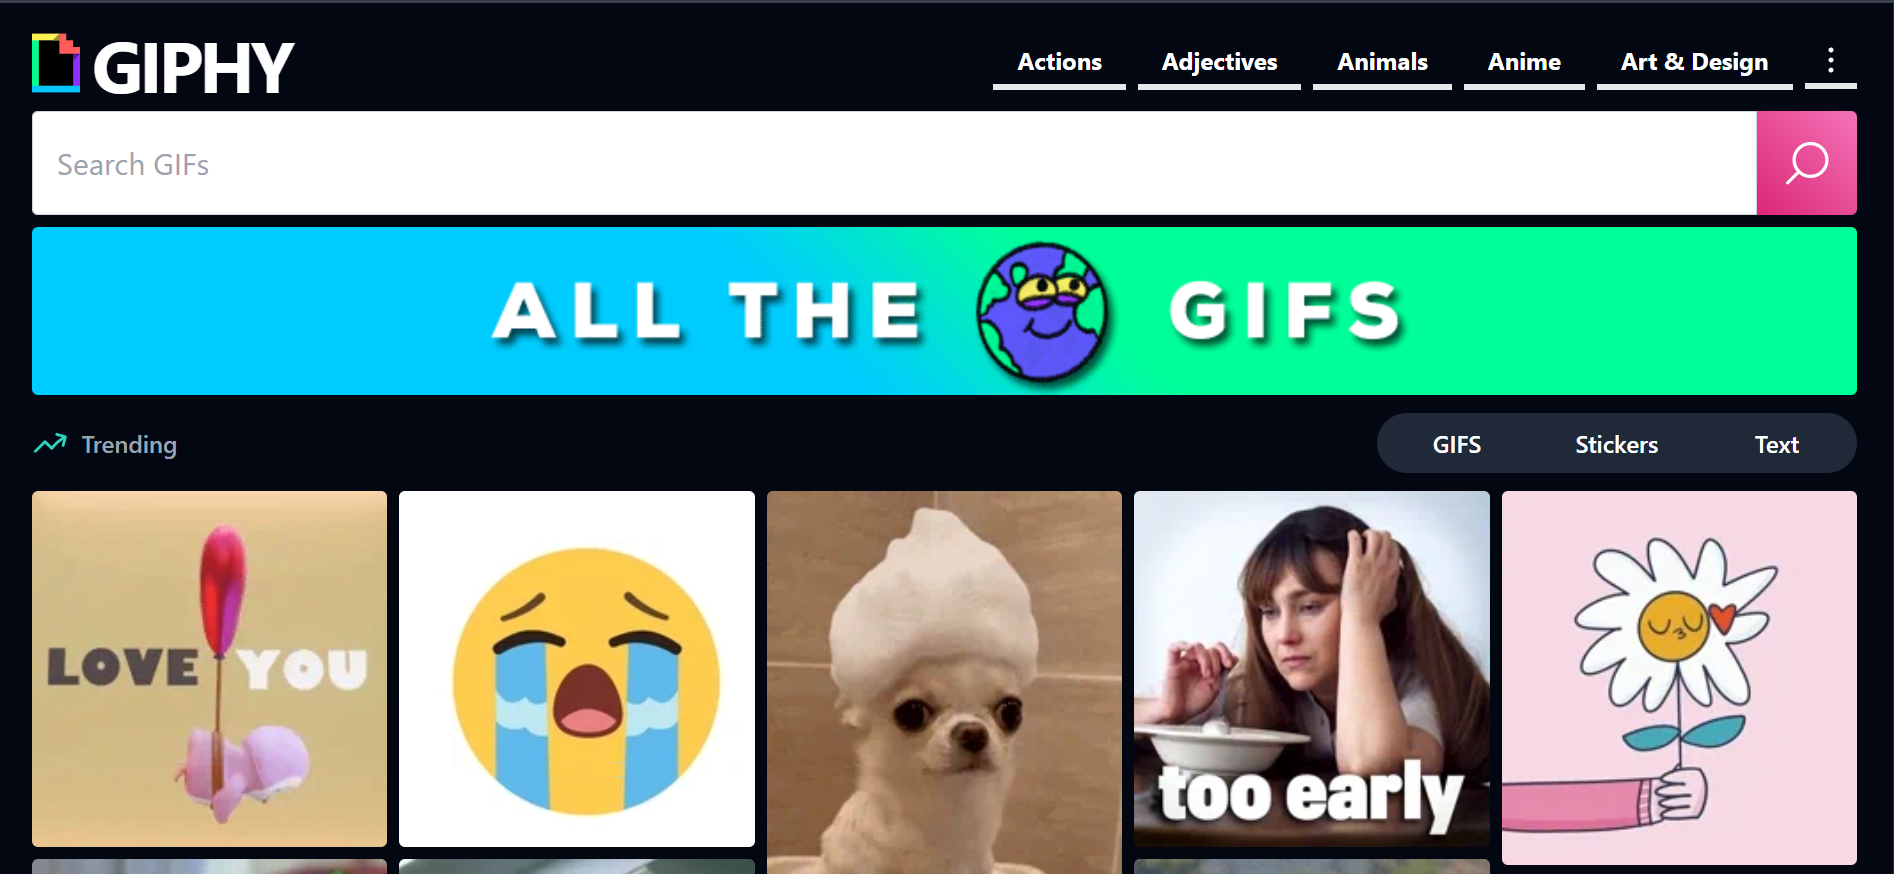 GIPHY
Actions
Adjectives
Animals
Anime
Art & Design
Search GIFs
ALL THE GIFS
Trending
GIFS
Stickers
Text
LOVE YOU
too early